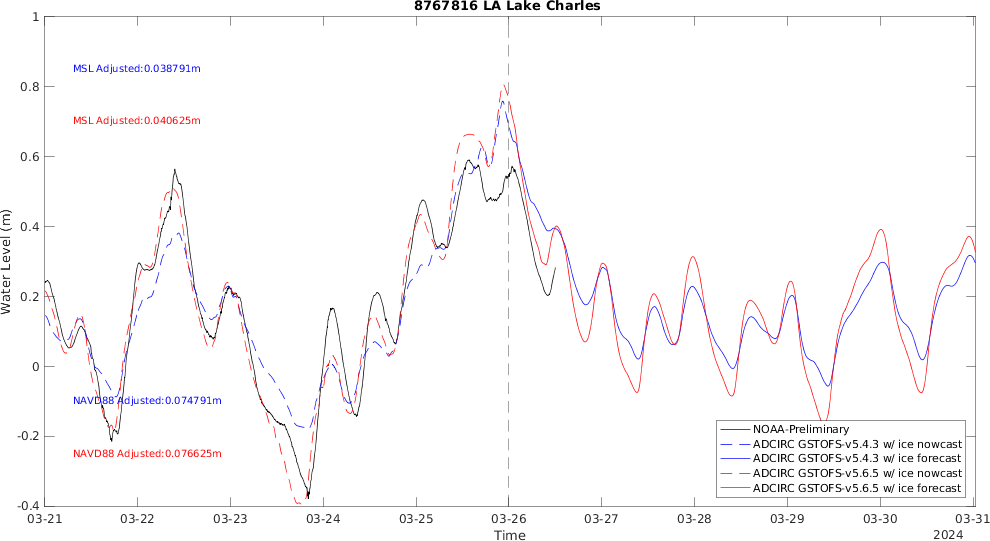 8767816 LA Lake Charles
1
0.8
0.6
0.4
0.2
0
-0.2
-0.4
Water Level (m)
MSL Adjusted:0.038791m
MSL Adjusted:0.040625m
NAVD88 Adjusted:0.074791m
NAVD88 Adjusted:0.076625m
NOAA-Preliminary
ADCIRC GSTOFS-v5.4.3 w/ ice nowcast
ADCIRC GSTOFS-v5.4.3 w/ ice forecast
ADCIRC GSTOFS-v5.6.5 w/ ice nowcast
ADCIRC GSTOFS-v5.6.5 w/ ice forecast
03-21 03-22 03-23 03-24 03-25 03-26 03-27 03-28 03-29 03-30 03-31
Time
2024